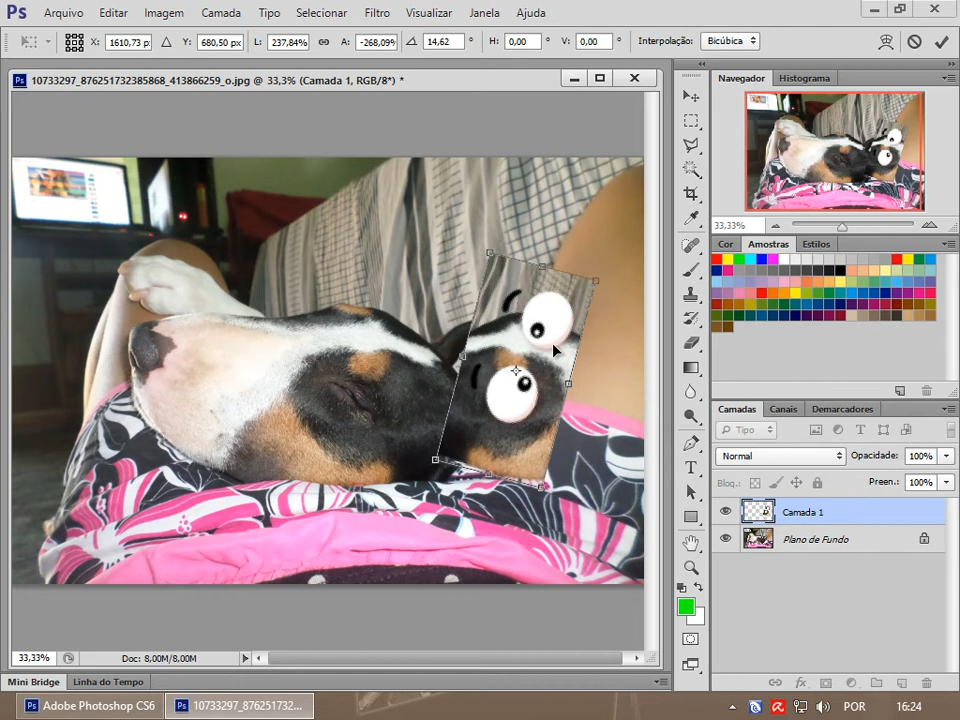 Ps Arquivo Editar Imagem Camada Tipo Selecionar Filtro Visualizar Janela Ajuda
X: 1610,73 px Y: 680,50 px L: 237,84% A: -268,09% 14,62 ° H: 0,00 ° V: 0,00 ° Interpolação: Bicúbica
Ps 10733297_876251732385868_413866259_o.jpg @ 33,3% (Camada 1, RGB/8*) *
Navegador Histograma
33,33%
Cor Amostras Estilos
Camadas Canais Demarcadores
Tipo
Normal Opacidade: 100%
Bloq.: Preen.: 100%
Camada 1
Plano de Fundo
33,33% Doc: 8,00M/8,00M
Mini Bridge Linha do Tempo
Ps Adobe Photoshop CS6 Ps 10733297_876251732... POR 16:24